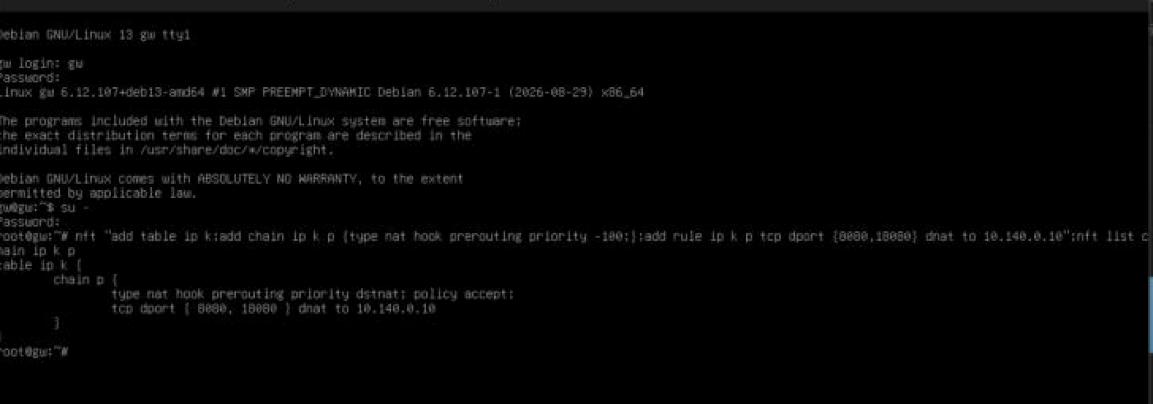 Debian GNU/Linux 13 gw tty1
gw login: gw
Password:
Linux gw 6.12.107+deb13-amd64 #1 SMP PREEMPT_DYNAMIC Debian 6.12.107-1 (2026-08-29) x86_64
The programs included with the Debian GNU/Linux system are free software;
the exact distribution terms for each program are described in the
individual files in /usr/share/doc/*/copyright.
Debian GNU/Linux comes with ABSOLUTELY NO WARRANTY, to the extent
permitted by applicable law.
gw@gw:~$ su -
Password:
root@gw:~# nft "add table ip k;add chain ip k p {type nat hook prerouting priority -100;};add rule ip k p tcp dport {8080,18080} dnat to 10.140.0.10";nft list c
hain ip k p
table ip k {
chain p {
type nat hook prerouting priority dstnat; policy accept;
tcp dport { 8080, 18080 } dnat to 10.140.0.10
}
}
root@gw:~#